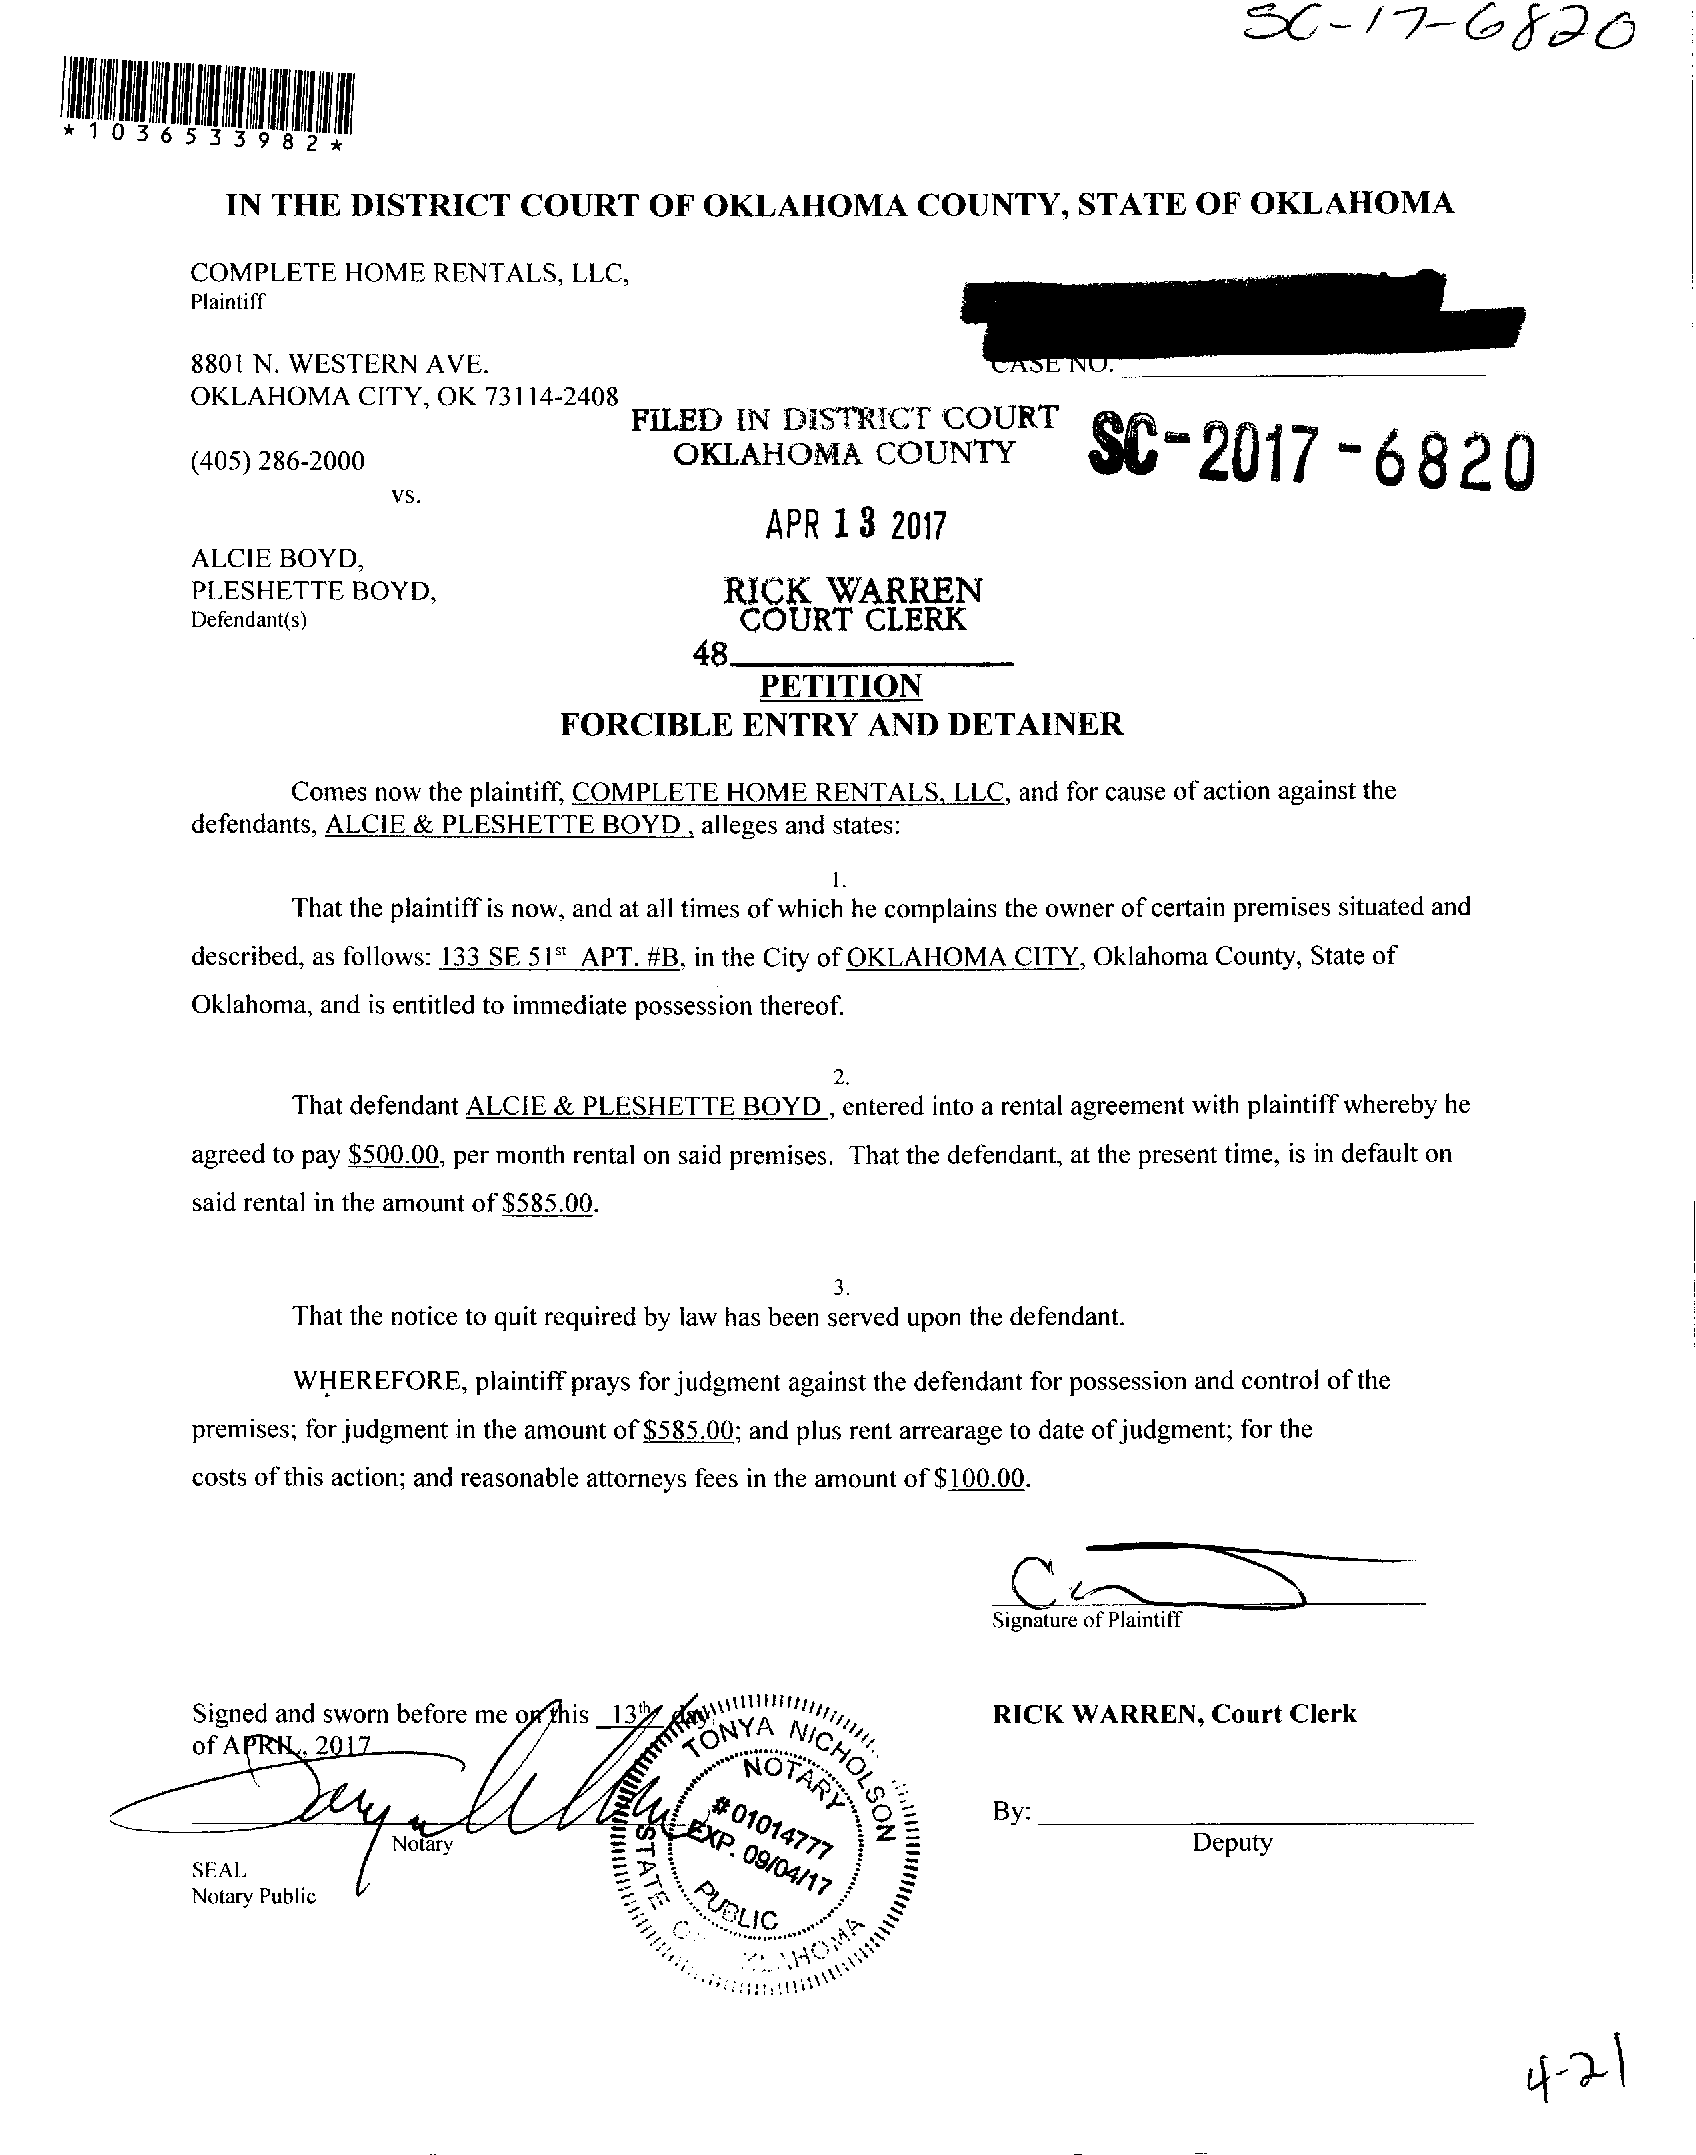 SC-17-6820
*1036533982*
IN THE DISTRICT COURT OF OKLAHOMA COUNTY, STATE OF OKLAHOMA
COMPLETE HOME RENTALS, LLC,
Plaintiff
8801 N. WESTERN AVE.
CASE NO.
OKLAHOMA CITY, OK 73114-2408
FILED IN DISTRICT COURT
OKLAHOMA COUNTY
SC-2017-6820
(405) 286-2000
vs.
APR 13 2017
ALCIE BOYD,
PLESHETTE BOYD,
Defendant(s)
RICK WARREN
COURT CLERK
48
PETITION
FORCIBLE ENTRY AND DETAINER
Comes now the plaintiff, COMPLETE HOME RENTALS, LLC, and for cause of action against the
defendants, ALCIE & PLESHETTE BOYD , alleges and states:
1.
That the plaintiff is now, and at all times of which he complains the owner of certain premises situated and
described, as follows: 133 SE 51st APT. #B, in the City of OKLAHOMA CITY, Oklahoma County, State of
Oklahoma, and is entitled to immediate possession thereof.
2.
That defendant ALCIE & PLESHETTE BOYD , entered into a rental agreement with plaintiff whereby he
agreed to pay $500.00, per month rental on said premises. That the defendant, at the present time, is in default on
said rental in the amount of $585.00.
3.
That the notice to quit required by law has been served upon the defendant.
WHEREFORE, plaintiff prays for judgment against the defendant for possession and control of the
premises; for judgment in the amount of $585.00; and plus rent arrearage to date of judgment; for the
costs of this action; and reasonable attorneys fees in the amount of $100.00.
Signature of Plaintiff
Signed and sworn before me on this 13th day
of APRIL, 2017
Notary
SEAL
Notary Public
TONYA NICHOLSON
NOTARY
#01014777
EXP. 09/04/17
PUBLIC
STATE OF OKLAHOMA
RICK WARREN, Court Clerk
By:
Deputy
4-21